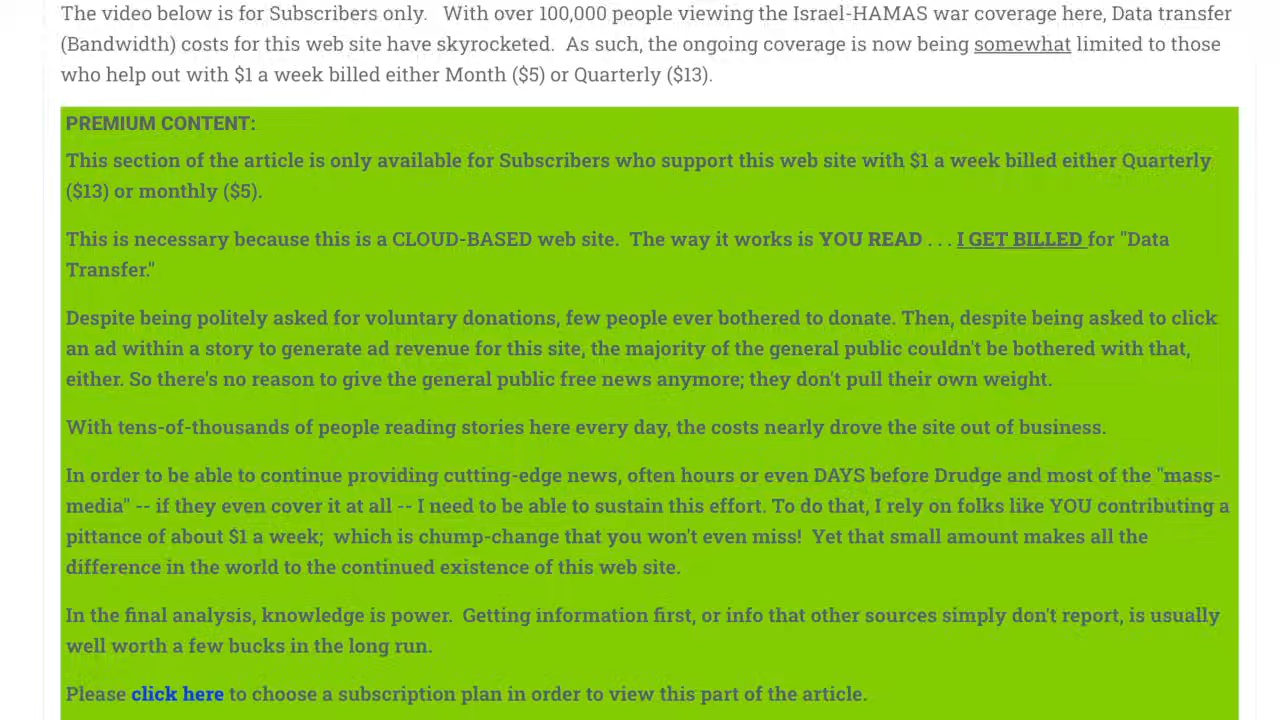 The video below is for Subscribers only.   With over 100,000 people viewing the Israel-HAMAS war coverage here, Data transfer
(Bandwidth) costs for this web site have skyrocketed.  As such, the ongoing coverage is now being somewhat limited to those
who help out with $1 a week billed either Month ($5) or Quarterly ($13).
PREMIUM CONTENT:
This section of the article is only available for Subscribers who support this web site with $1 a week billed either Quarterly
($13) or monthly ($5).
This is necessary because this is a CLOUD-BASED web site.  The way it works is YOU READ . . . I GET BILLED for "Data
Transfer."
Despite being politely asked for voluntary donations, few people ever bothered to donate. Then, despite being asked to click
an ad within a story to generate ad revenue for this site, the majority of the general public couldn't be bothered with that,
either. So there's no reason to give the general public free news anymore; they don't pull their own weight.
With tens-of-thousands of people reading stories here every day, the costs nearly drove the site out of business.
In order to be able to continue providing cutting-edge news, often hours or even DAYS before Drudge and most of the "mass-
media" -- if they even cover it at all -- I need to be able to sustain this effort. To do that, I rely on folks like YOU contributing a
pittance of about $1 a week;  which is chump-change that you won't even miss!  Yet that small amount makes all the
difference in the world to the continued existence of this web site.
In the final analysis, knowledge is power.  Getting information first, or info that other sources simply don't report, is usually
well worth a few bucks in the long run.
Please click here to choose a subscription plan in order to view this part of the article.